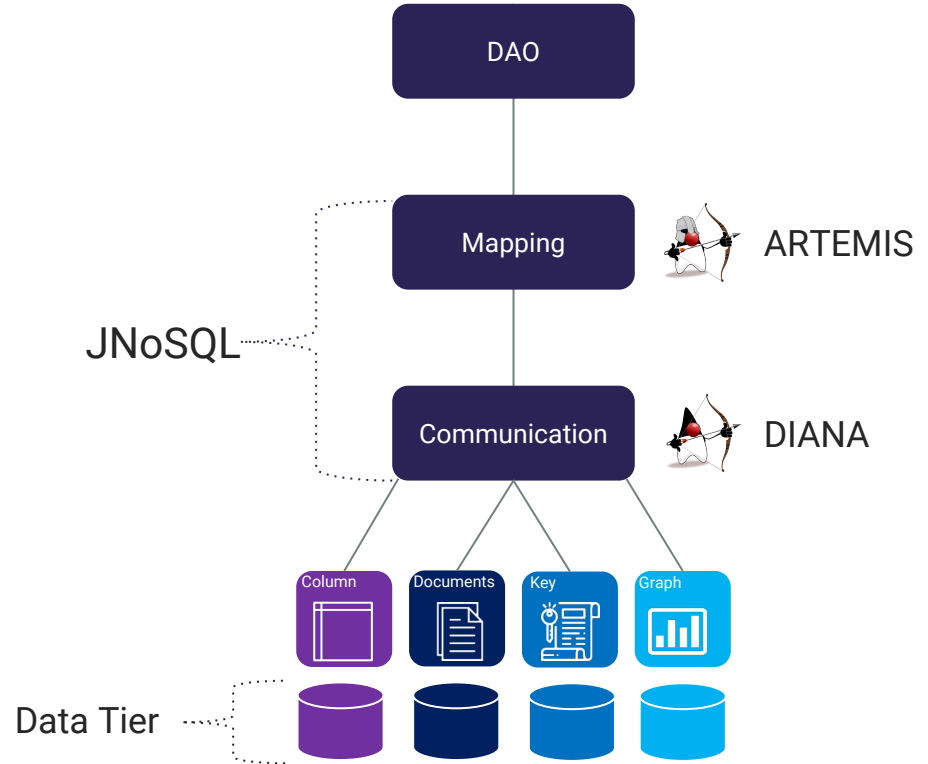 DAO
Mapping
ARTEMIS
JNoSQL
Communication
DIANA
Column
Documents
Key
Graph
Data Tier